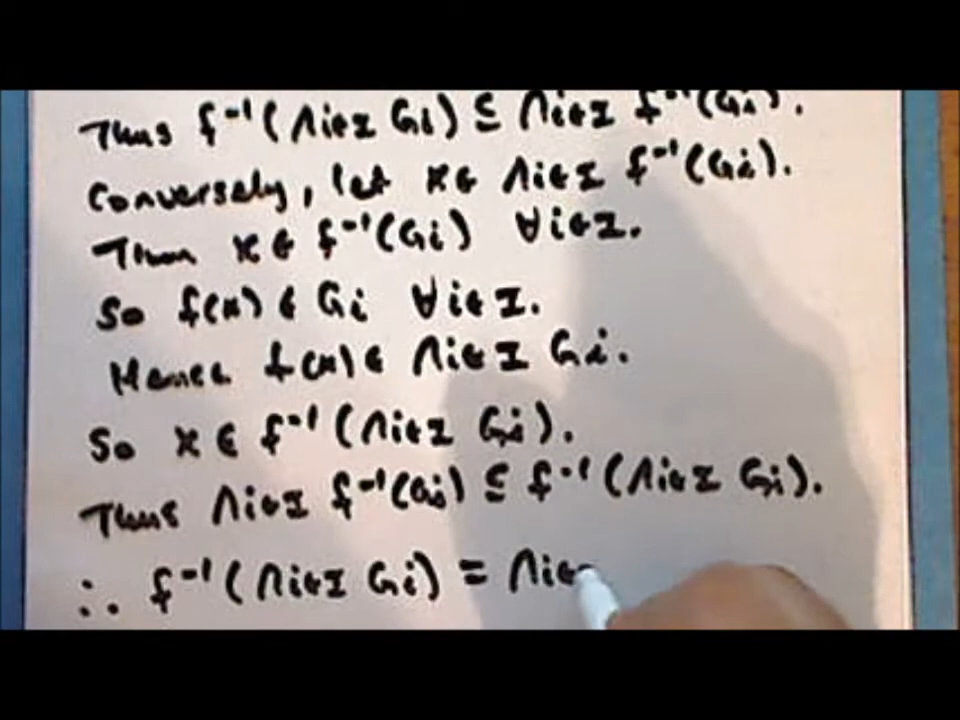 Thus f⁻¹(∩i∈I Gi) ⊆ ∩i∈I f⁻¹(Gi).
Conversely, let x ∈ ∩i∈I f⁻¹(Gi).
Then x ∈ f⁻¹(Gi) ∀i∈I.
So f(x) ∈ Gi ∀i∈I.
Hence f(x) ∈ ∩i∈I Gi.
So x ∈ f⁻¹(∩i∈I Gi).
Thus ∩i∈I f⁻¹(Gi) ⊆ f⁻¹(∩i∈I Gi).
∴ f⁻¹(∩i∈I Gi) = ∩i∈